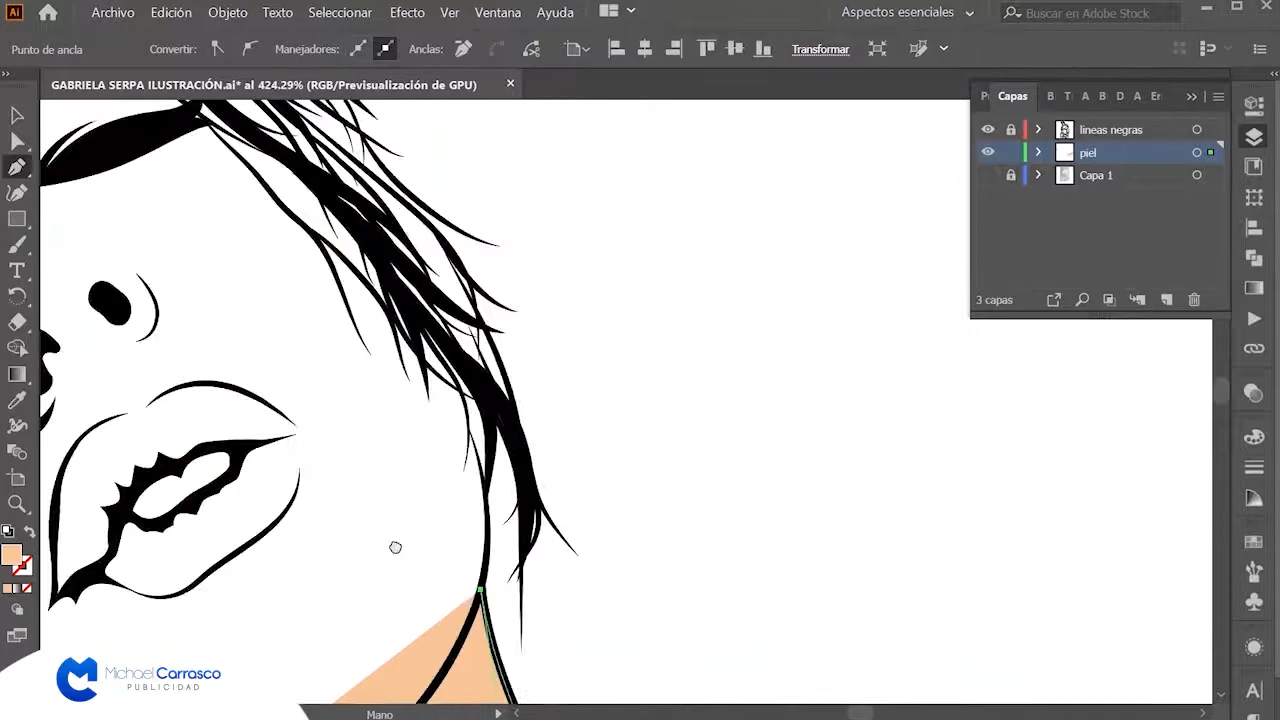 Ai Archivo Edición Objeto Texto Seleccionar Efecto Ver Ventana Ayuda Aspectos esenciales Buscar en Adobe Stock
Punto de ancla Convertir: Manejadores: Anclas: Transformar
GABRIELA SERPA ILUSTRACIÓN.ai* al 424.29% (RGB/Previsualización de GPU)
Capas B T A B D A Er
lineas negras
piel
Capa 1
3 capas
Michael Carrasco
PUBLICIDAD
Mano